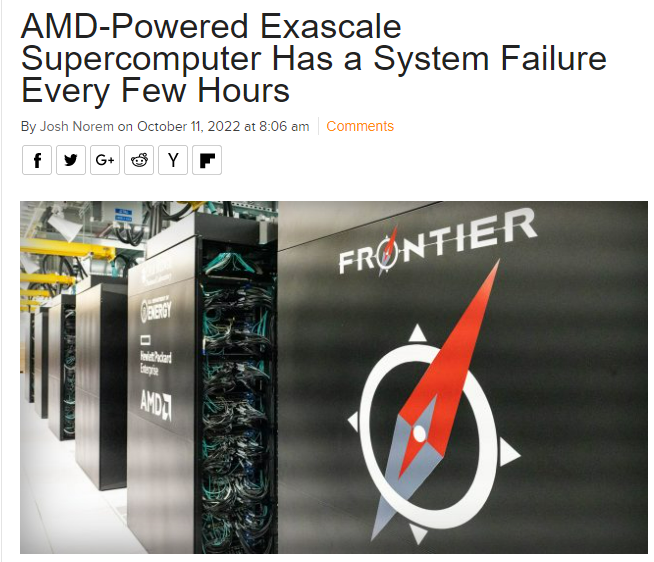 AMD-Powered Exascale
Supercomputer Has a System Failure
Every Few Hours
By Josh Norem on October 11, 2022 at 8:06 am
Comments
f
G+
Y
FRONTIER
ENERGY
Hewlett Packard
Enterprise
AMD